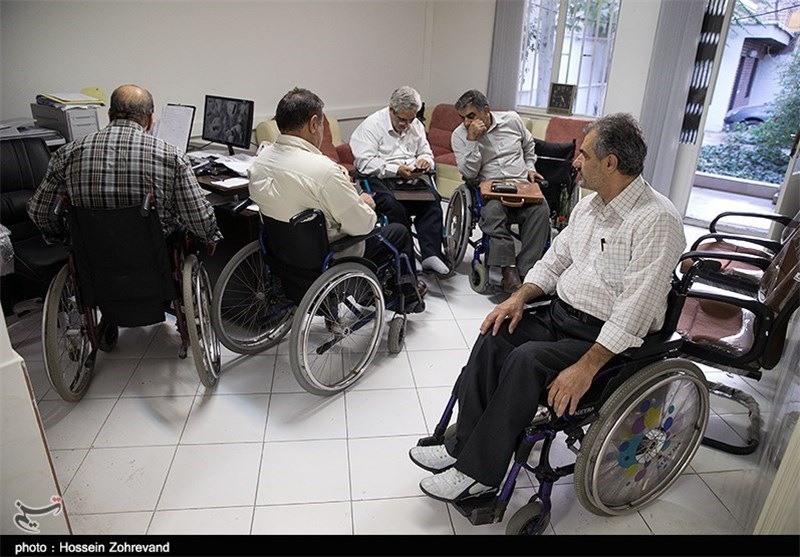 photo : Hossein Zohrevand
تسنیم